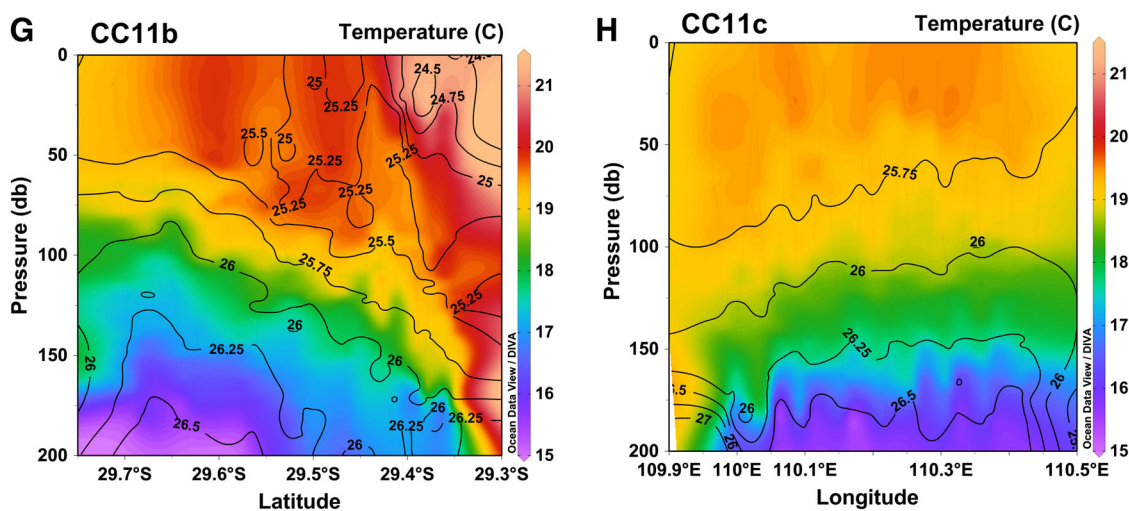 G
CC11b
Temperature (C)
0
50
100
150
200
Pressure (db)
24.5
24.75
25
25.25
25.5
25
25.25
25.25
25.25
25.25
25
25.5
25.75
26
25.25
26
26.25
26
26
26.25
26.25
26.5
26
29.7°S
29.6°S
29.5°S
29.4°S
29.3°S
Latitude
21
20
19
18
17
16
15
Ocean Data View / DIVA
H
CC11c
Temperature (C)
0
50
100
150
200
Pressure (db)
25.75
26
26
26.25
26
26.5
27
26
26
26.5
109.9°E
110°E
110.1°E
110.3°E
110.5°E
Longitude
21
20
19
18
17
16
15
Ocean Data View / DIVA